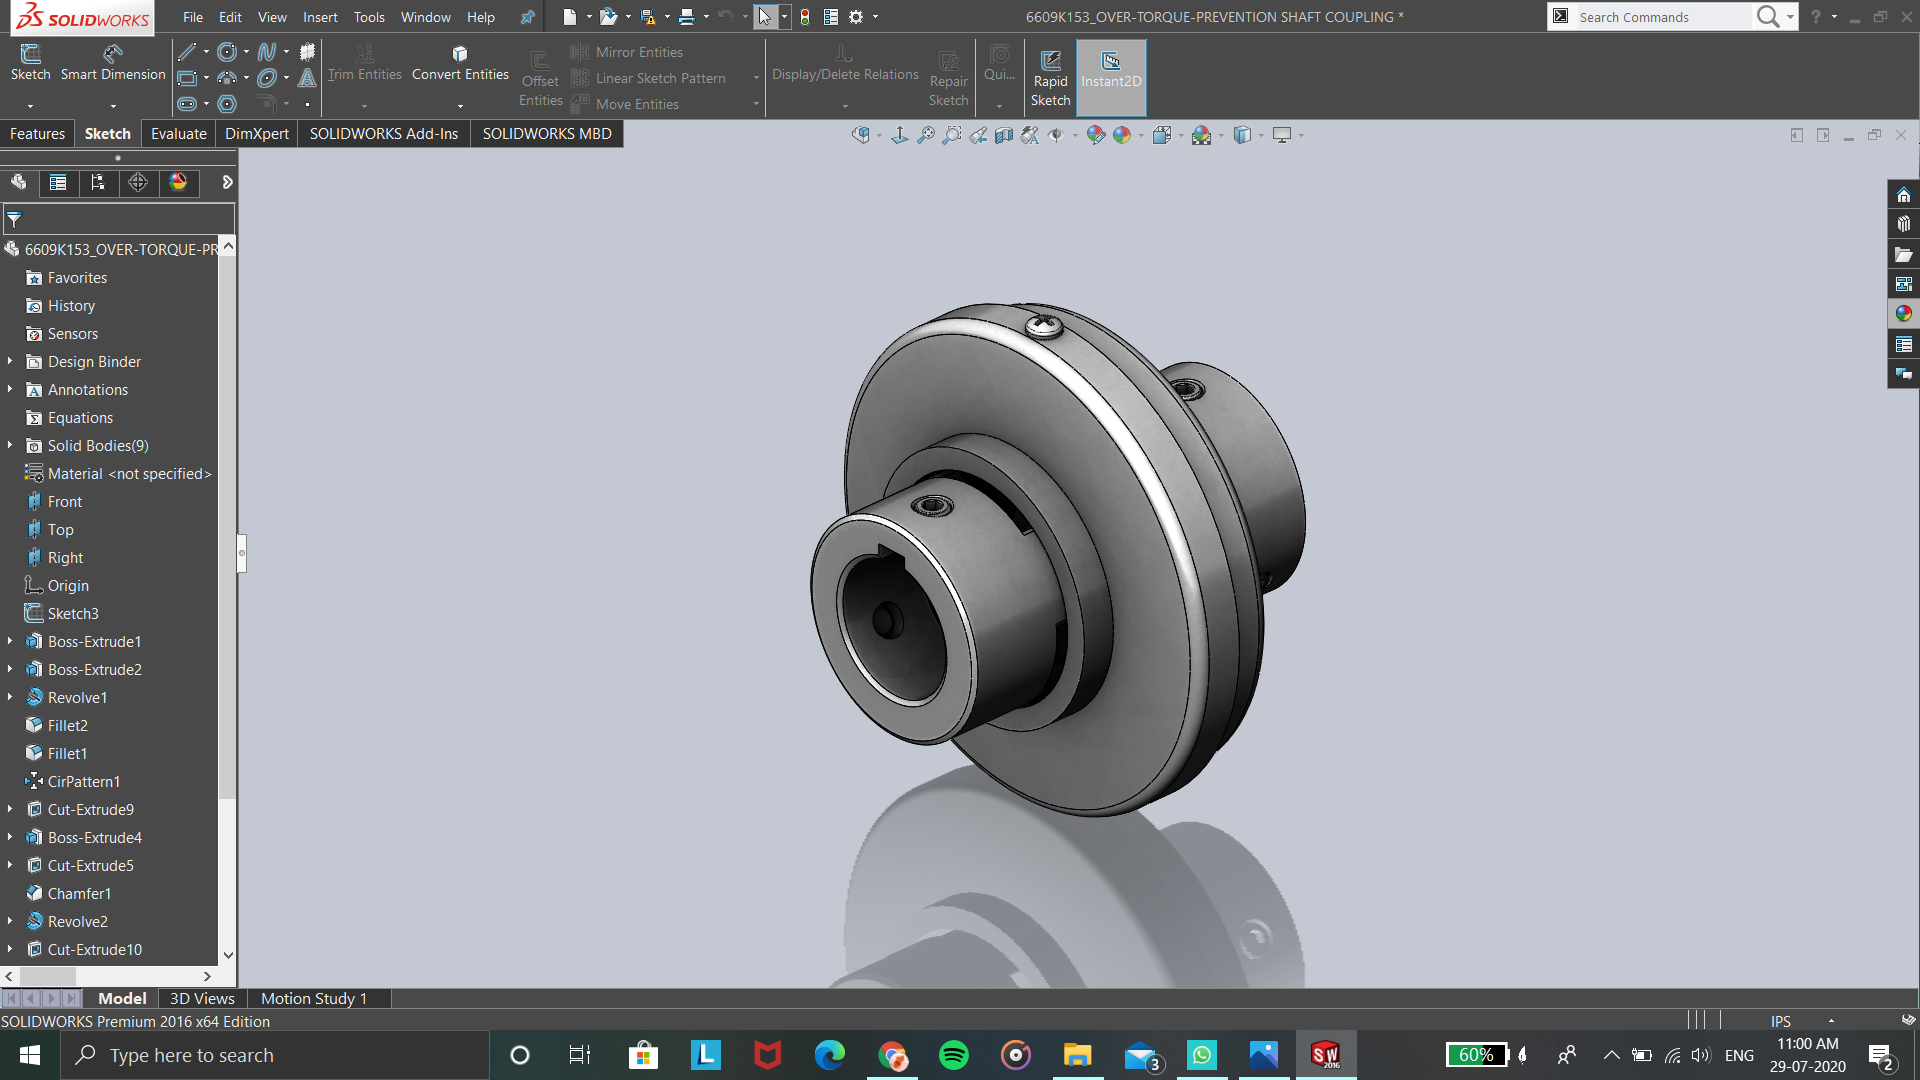 SOLIDWORKS
File Edit View Insert Tools Window Help
6609K153_OVER-TORQUE-PREVENTION SHAFT COUPLING *
Search Commands
Sketch
Smart Dimension
Trim Entities
Convert Entities
Offset
Entities
Mirror Entities
Linear Sketch Pattern
Move Entities
Display/Delete Relations
Repair
Sketch
Qui...
Rapid
Sketch
Instant2D
Features Sketch Evaluate DimXpert SOLIDWORKS Add-Ins SOLIDWORKS MBD
6609K153_OVER-TORQUE-PR
Favorites
History
Sensors
Design Binder
Annotations
Equations
Solid Bodies(9)
Material <not specified>
Front
Top
Right
Origin
Sketch3
Boss-Extrude1
Boss-Extrude2
Revolve1
Fillet2
Fillet1
CirPattern1
Cut-Extrude9
Boss-Extrude4
Cut-Extrude5
Chamfer1
Revolve2
Cut-Extrude10
Model 3D Views Motion Study 1
SOLIDWORKS Premium 2016 x64 Edition
IPS
Type here to search
L
3
SW
2016
60%
ENG
11:00 AM
29-07-2020
2